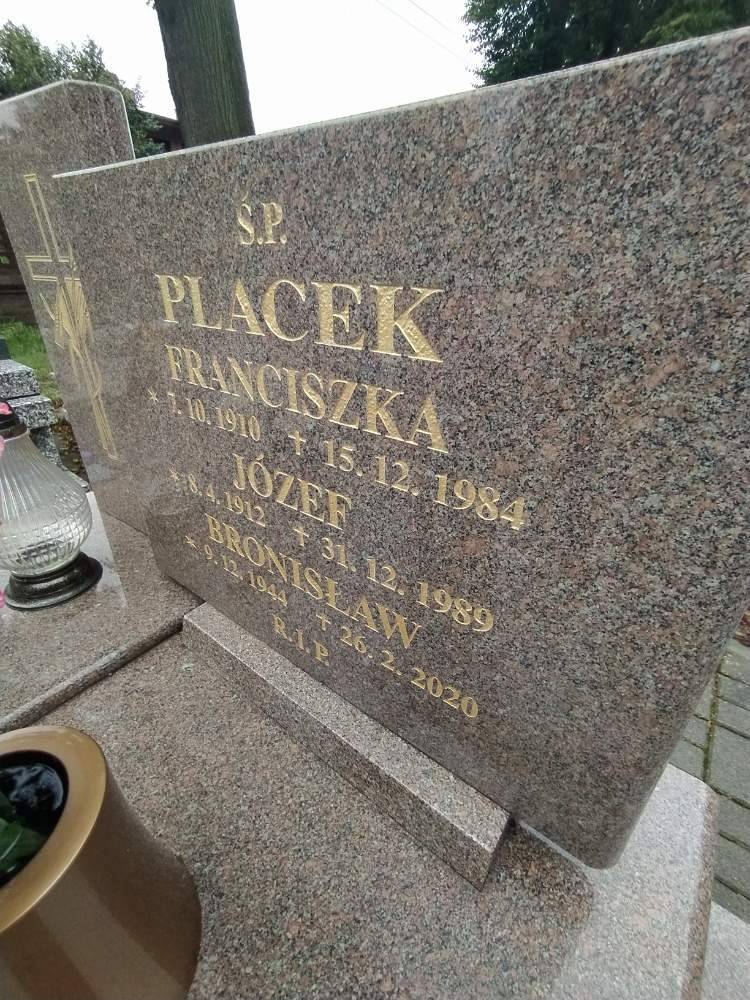 Ś.P.
PLACEK
FRANCISZKA
* 7.10.1910 † 15.12.1984
JÓZEF
* 8.4.1912 † 31.12.1989
BRONISŁAW
* 9.12.1944 † 26.2.2020
R.I.P.